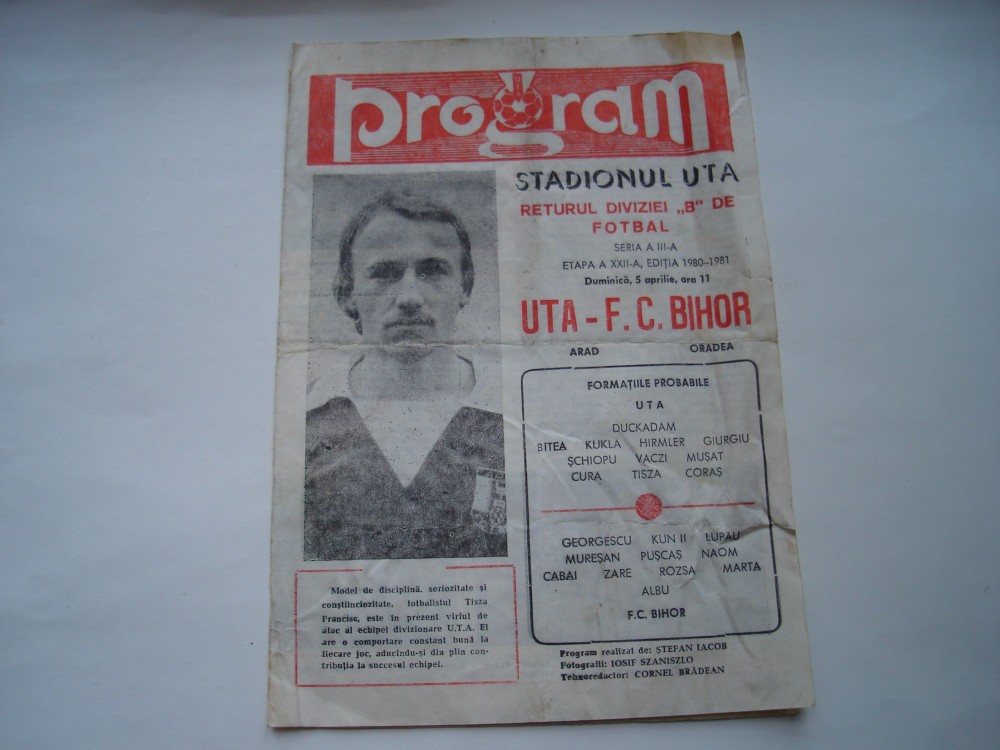 program
STADIONUL UTA
RETURUL DIVIZIEI „B" DE
FOTBAL
SERIA A III-A
ETAPA A XXII-A, EDIȚIA 1980-1981
Duminică, 5 aprilie, ora 11
UTA - F. C. BIHOR
ARAD ORADEA
FORMAȚIILE PROBABILE
UTA
DUCKADAM
BITEA KUKLA HIRMLER GIURGIU
ȘCHIOPU VACZI MUȘAT
CURA TISZA CORAȘ
GEORGESCU KUN II LUPAU
MUREȘAN PUȘCAȘ NAOM
CABAI ZARE ROZSA MARTA
ALBU
F.C. BIHOR
Program realizat de: ȘTEFAN IACOB
Fotografii: IOSIF SZANISZLO
Tehnoredactor: CORNEL BRĂDEAN
Model de disciplină, seriozitate și
conștiinciozitate, fotbalistul Tisza
Francisc, este în prezent vîrful de
atac al echipei divizionare U.T.A. El
are o comportare constant bună la
fiecare joc, aducîndu-și din plin con-
tribuția la succesul echipei.